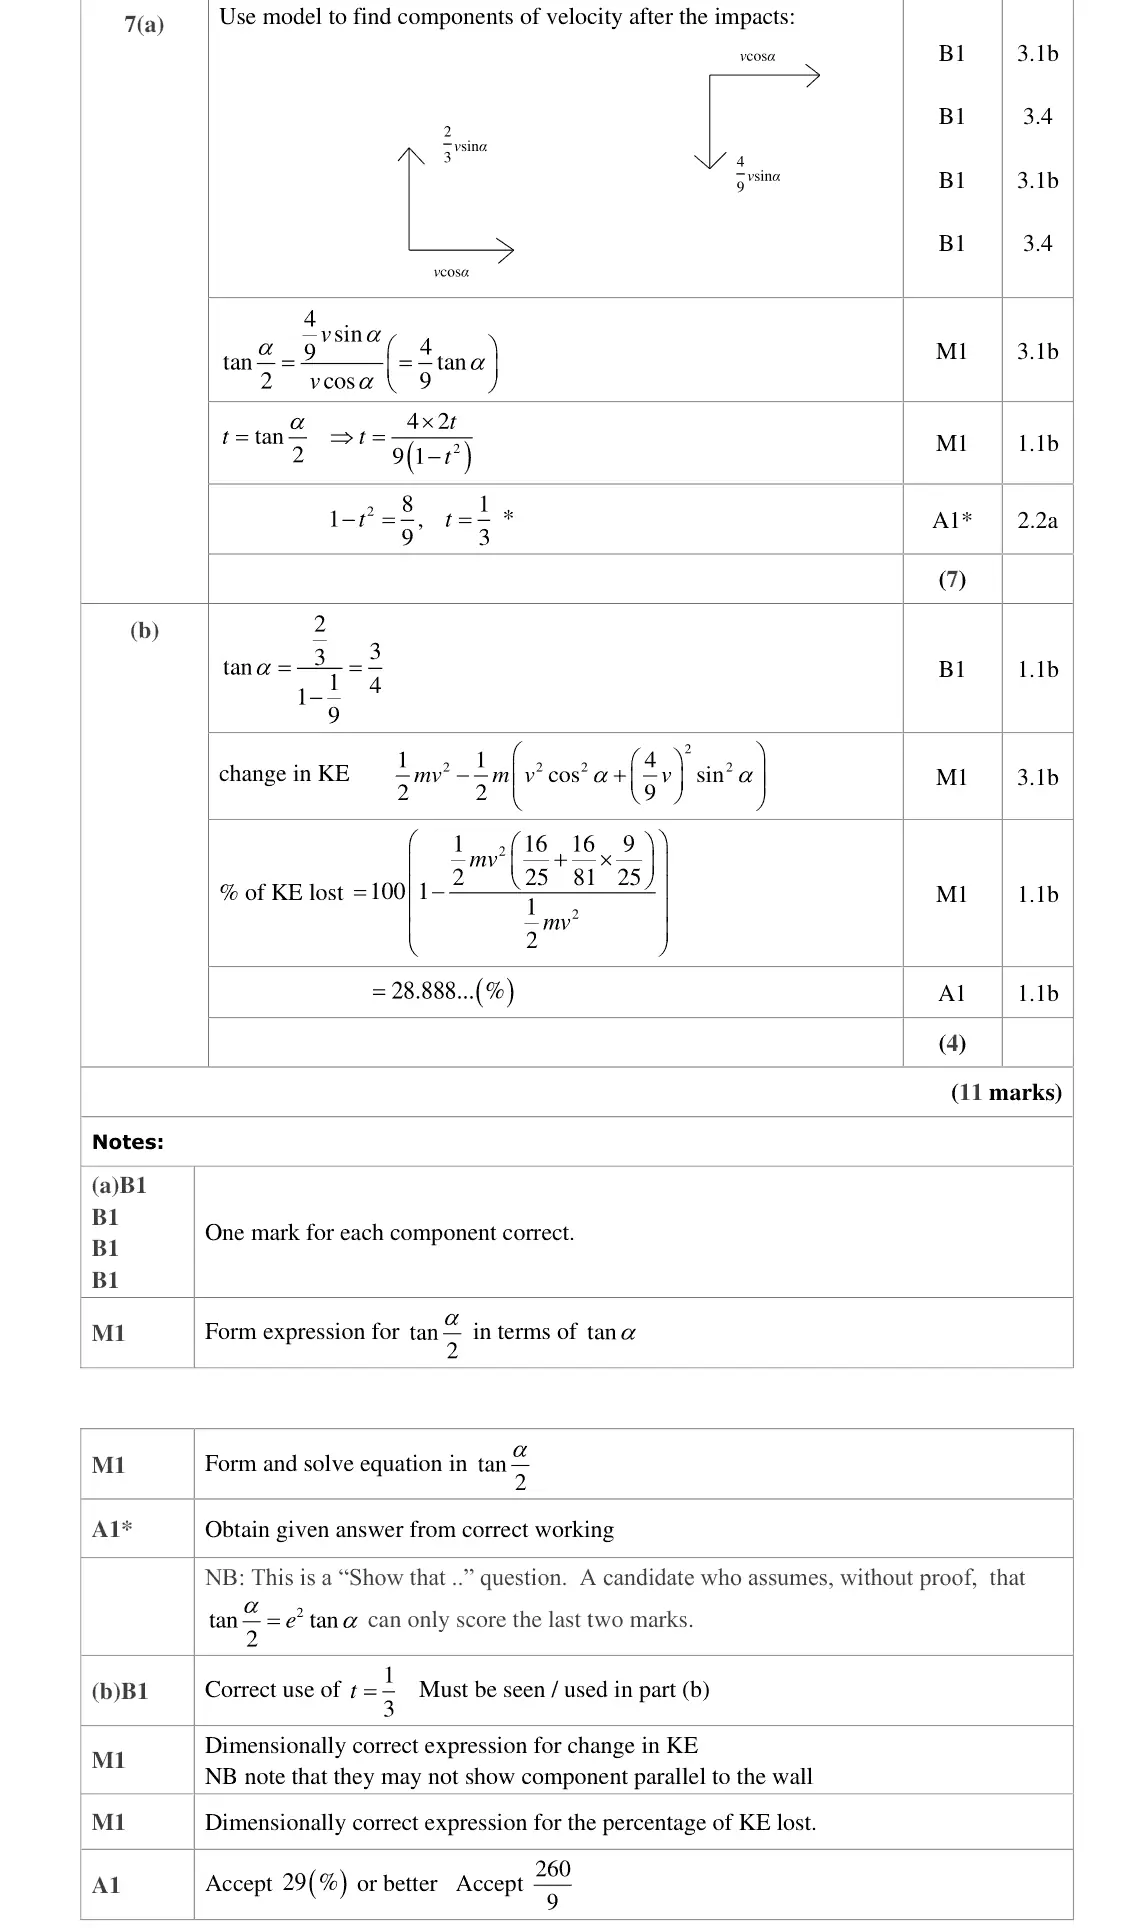 7(a)
Use model to find components of velocity after the impacts:
vcosα
2/3 vsinα
4/9 vsinα
vcosα
B1 3.1b
B1 3.4
B1 3.1b
B1 3.4
tan α/2 = (4/9 v sin α)/(v cos α) (= 4/9 tan α) M1 3.1b
t = tan α/2 ⇒ t = (4×2t)/(9(1−t²)) M1 1.1b
1−t² = 8/9, t = 1/3 * A1* 2.2a
(7)
(b)
tan α = (2/3)/(1−1/9) = 3/4 B1 1.1b
change in KE 1/2 mv² − 1/2 m(v² cos² α + (4/9 v)² sin² α) M1 3.1b
% of KE lost = 100(1 − (1/2 mv²(16/25 + 16/81 × 9/25))/(1/2 mv²)) M1 1.1b
= 28.888...(%) A1 1.1b
(4)
(11 marks)
Notes:
(a)B1
B1
B1
B1
One mark for each component correct.
M1 Form expression for tan α/2 in terms of tan α
M1 Form and solve equation in tan α/2
A1* Obtain given answer from correct working
NB: This is a “Show that ..” question. A candidate who assumes, without proof, that
tan α/2 = e² tan α can only score the last two marks.
(b)B1 Correct use of t = 1/3 Must be seen / used in part (b)
M1
Dimensionally correct expression for change in KE
NB note that they may not show component parallel to the wall
M1 Dimensionally correct expression for the percentage of KE lost.
A1 Accept 29(%) or better Accept 260/9